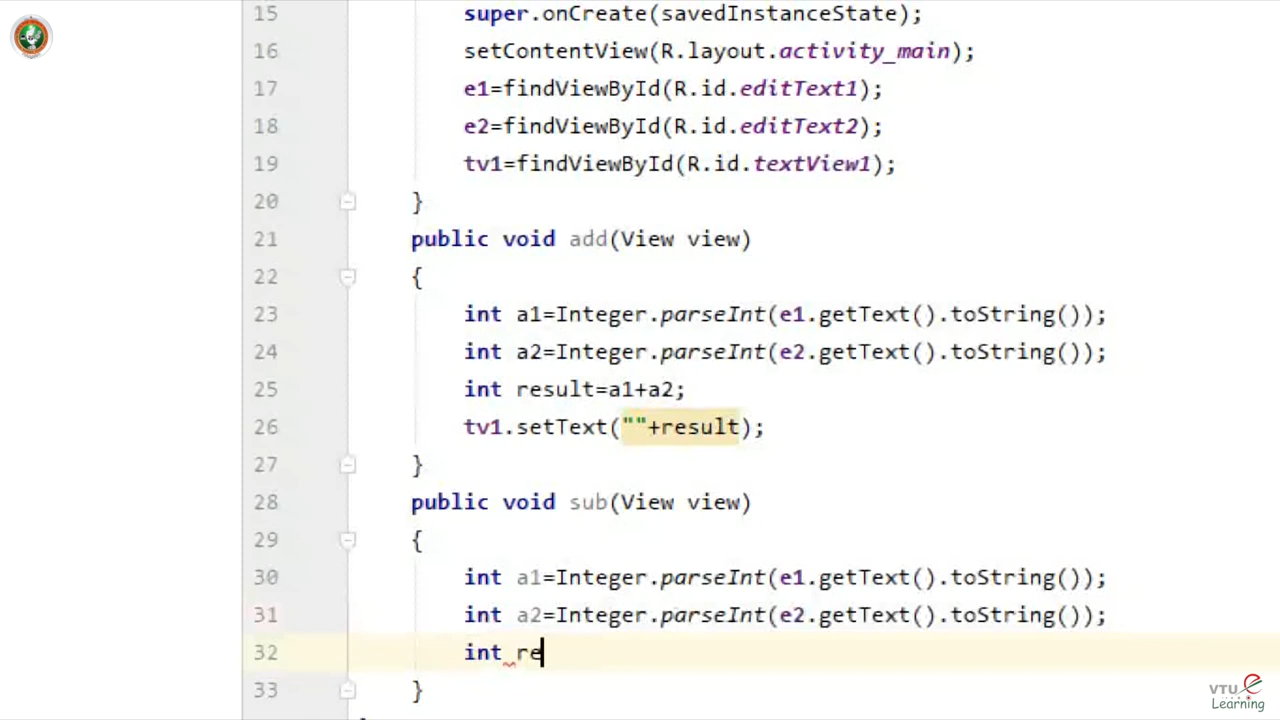 15 super.onCreate(savedInstanceState);
16 setContentView(R.layout.activity_main);
17 e1=findViewById(R.id.editText1);
18 e2=findViewById(R.id.editText2);
19 tv1=findViewById(R.id.textView1);
20 }
21 public void add(View view)
22 {
23 int a1=Integer.parseInt(e1.getText().toString());
24 int a2=Integer.parseInt(e2.getText().toString());
25 int result=a1+a2;
26 tv1.setText(""+result);
27 }
28 public void sub(View view)
29 {
30 int a1=Integer.parseInt(e1.getText().toString());
31 int a2=Integer.parseInt(e2.getText().toString());
32 int re
33 }
VTU e
Learning